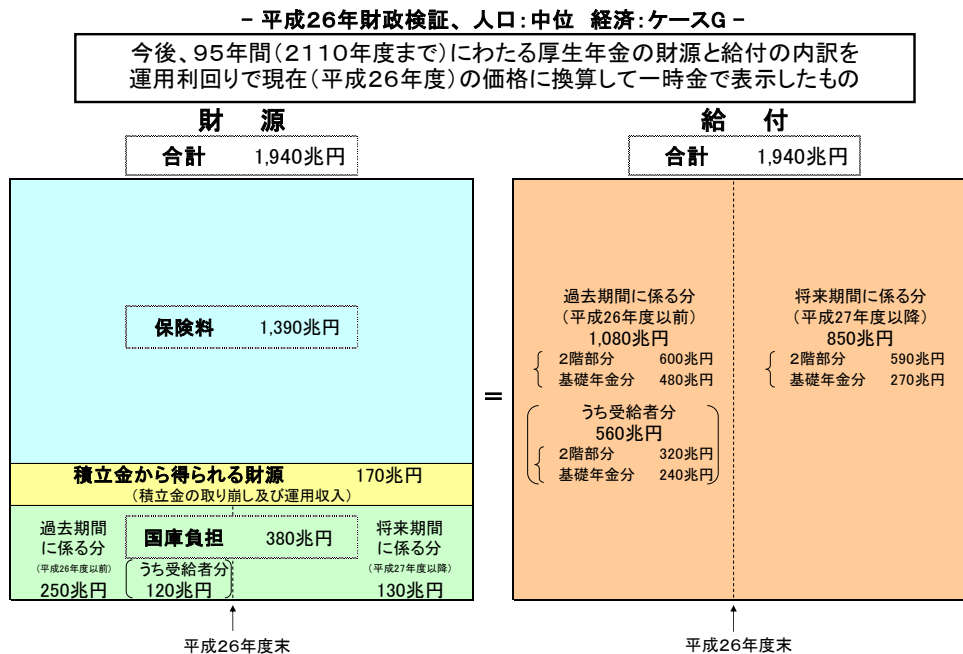 －平成26年財政検証、人口：中位　経済：ケースG－
今後、95年間(2110年度まで)にわたる厚生年金の財源と給付の内訳を
運用利回りで現在(平成26年度)の価格に換算して一時金で表示したもの
財　源
合計　1,940兆円
保険料　1,390兆円
積立金から得られる財源　170兆円
(積立金の取り崩し及び運用収入)
国庫負担　380兆円
過去期間
に係る分
(平成26年度以前)
250兆円
うち受給者分
120兆円
将来期間
に係る分
(平成27年度以降)
130兆円
平成26年度末
＝
給　付
合計　1,940兆円
過去期間に係る分
(平成26年度以前)
1,080兆円
2階部分　600兆円
基礎年金分　480兆円
うち受給者分
560兆円
2階部分　320兆円
基礎年金分　240兆円
将来期間に係る分
(平成27年度以降)
850兆円
2階部分　590兆円
基礎年金分　270兆円
平成26年度末